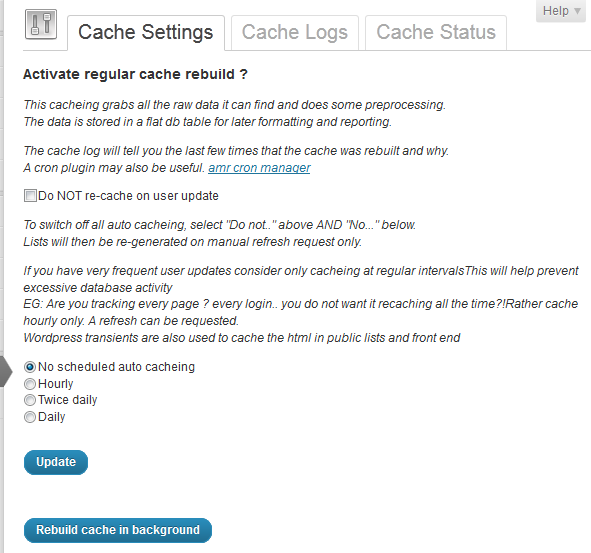 Help ▼
Cache Settings Cache Logs Cache Status
Activate regular cache rebuild ?
This cacheing grabs all the raw data it can find and does some preprocessing.
The data is stored in a flat db table for later formatting and reporting.
The cache log will tell you the last few times that the cache was rebuilt and why.
A cron plugin may also be useful. amr cron manager
Do NOT re-cache on user update
To switch off all auto cacheing, select "Do not.." above AND "No..." below.
Lists will then be re-generated on manual refresh request only.
If you have very frequent user updates consider only cacheing at regular intervalsThis will help prevent
excessive database activity
EG: Are you tracking every page ? every login.. you do not want it recaching all the time?!Rather cache
hourly only. A refresh can be requested.
Wordpress transients are also used to cache the html in public lists and front end
No scheduled auto cacheing
Hourly
Twice daily
Daily
Update
Rebuild cache in background